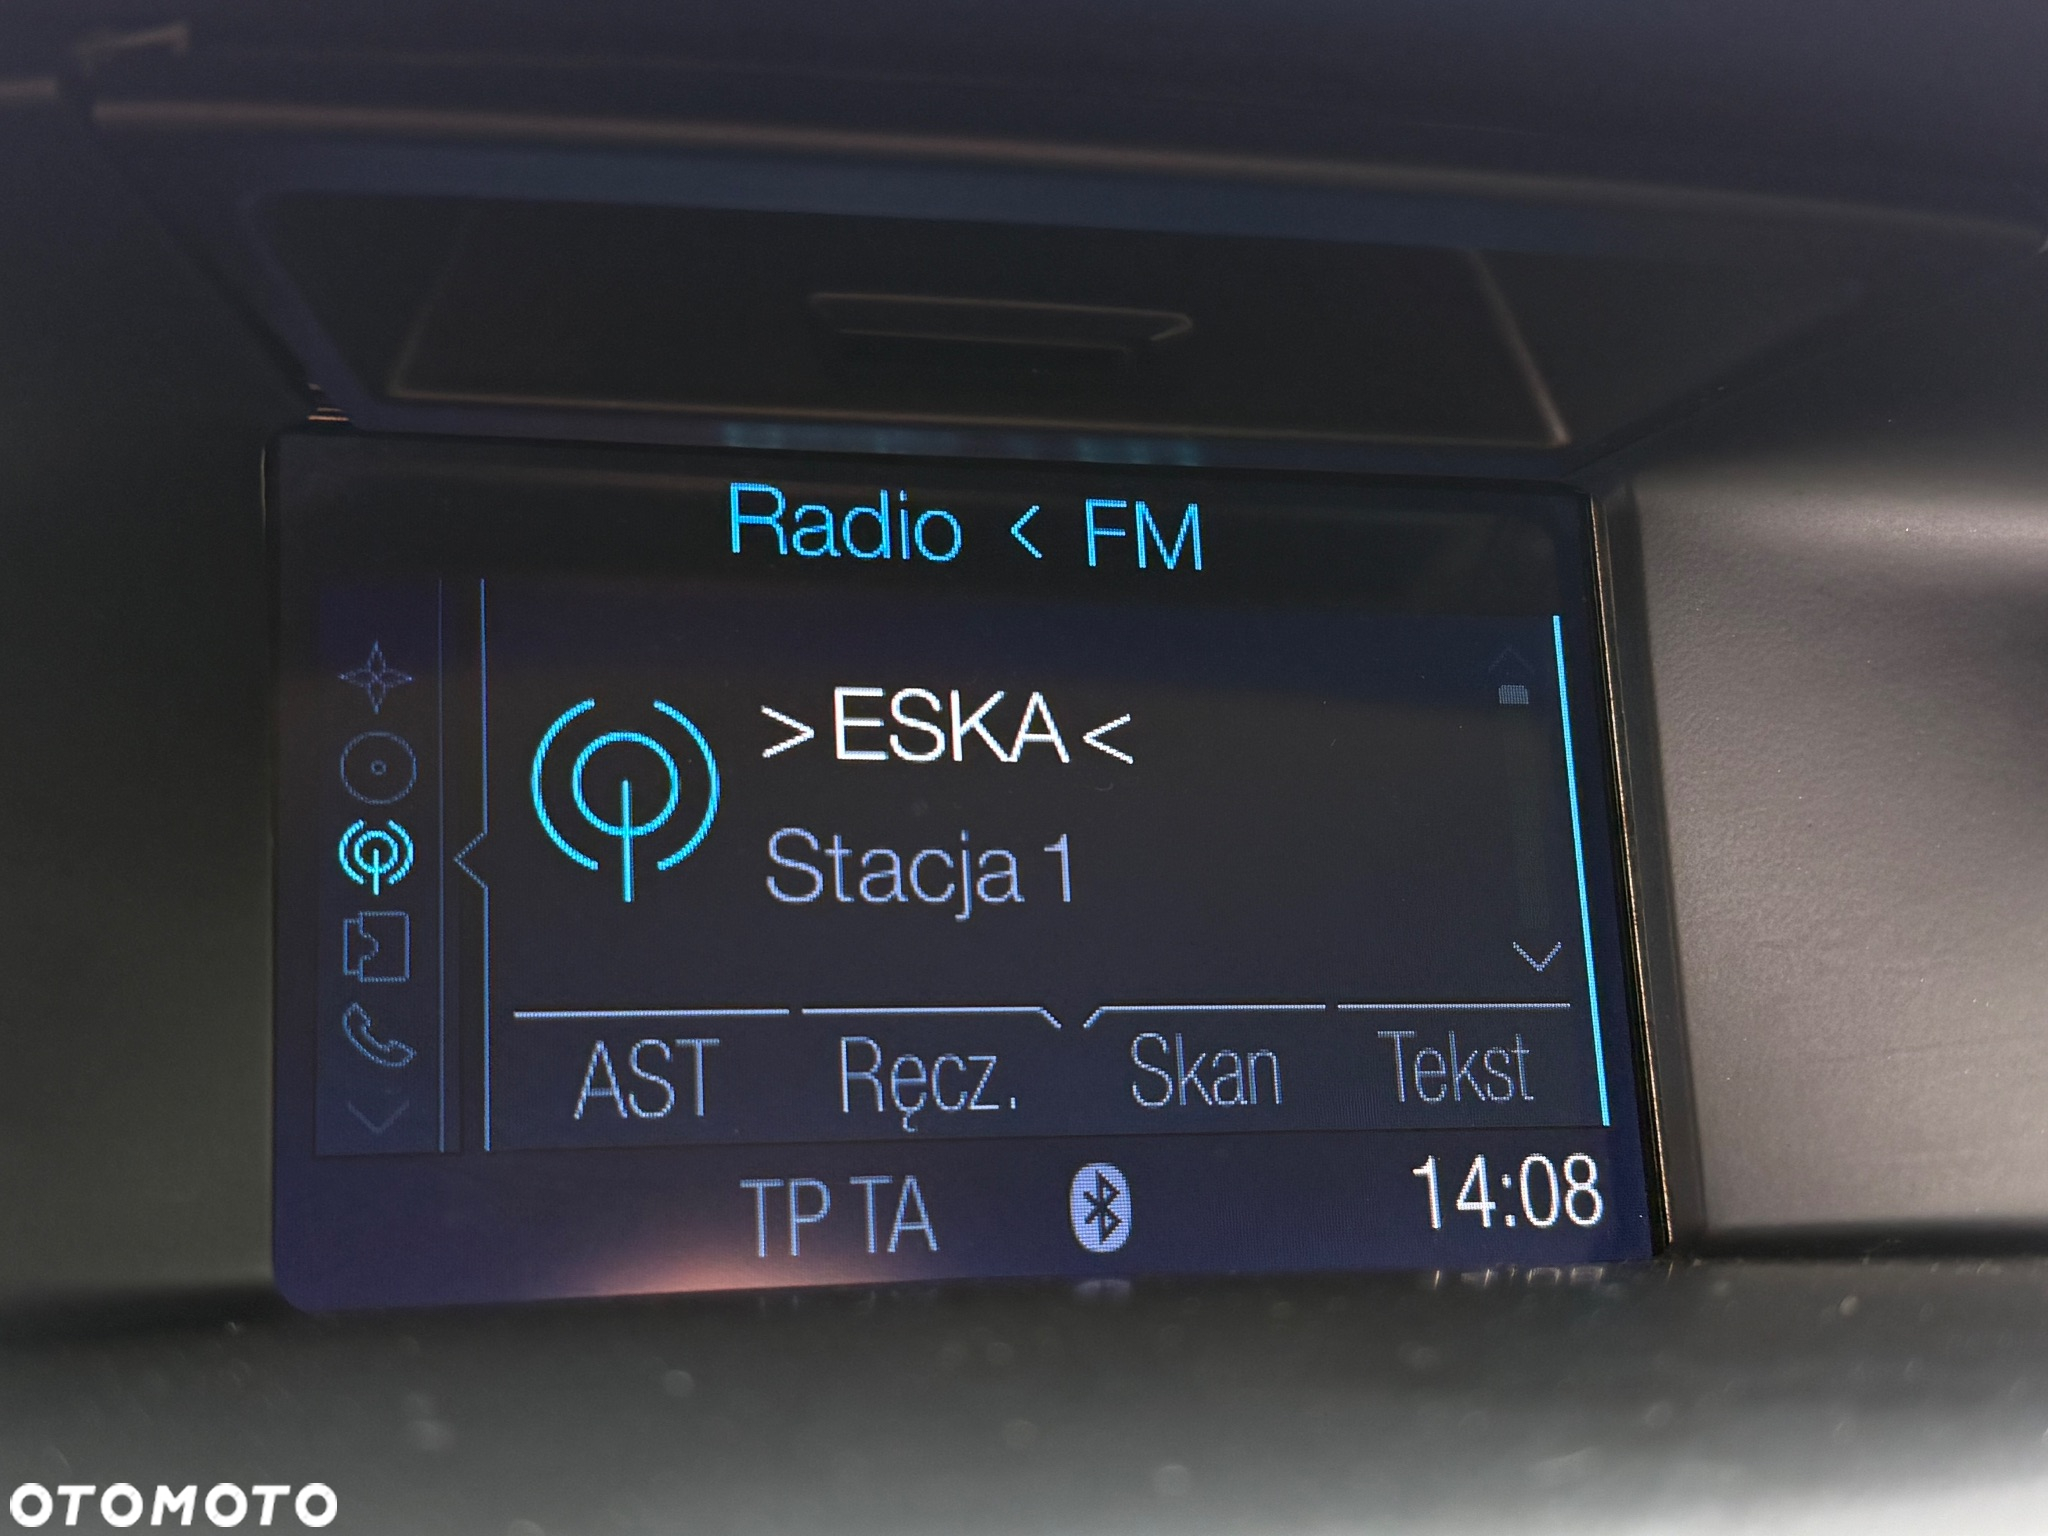 Radio < FM
>ESKA<
Stacja 1
AST Ręcz. Skan Tekst
TP TA 14:08
OTOMOTO